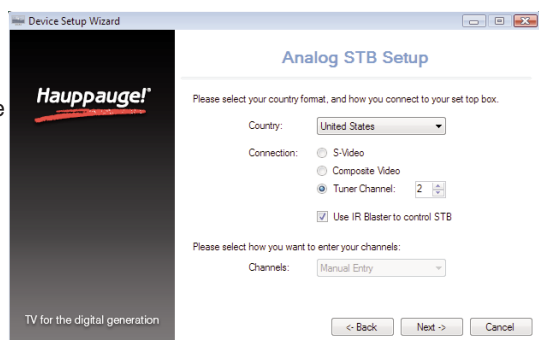 Device Setup Wizard
Analog STB Setup
Hauppauge!
e
Please select your country format, and how you connect to your set top box.
Country: United States
Connection: S-Video
Composite Video
Tuner Channel: 2
Use IR Blaster to control STB
Please select how you want to enter your channels:
Channels: Manual Entry
TV for the digital generation
<- Back Next -> Cancel